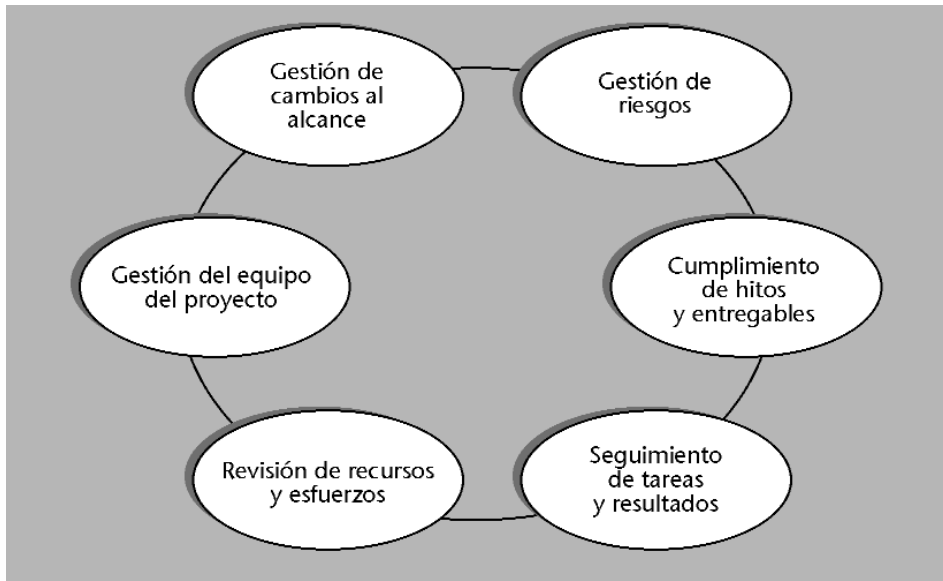 Gestión de
cambios al
alcance
Gestión de
riesgos
Gestión del equipo
del proyecto
Cumplimiento
de hitos
y entregables
Revisión de recursos
y esfuerzos
Seguimiento
de tareas
y resultados